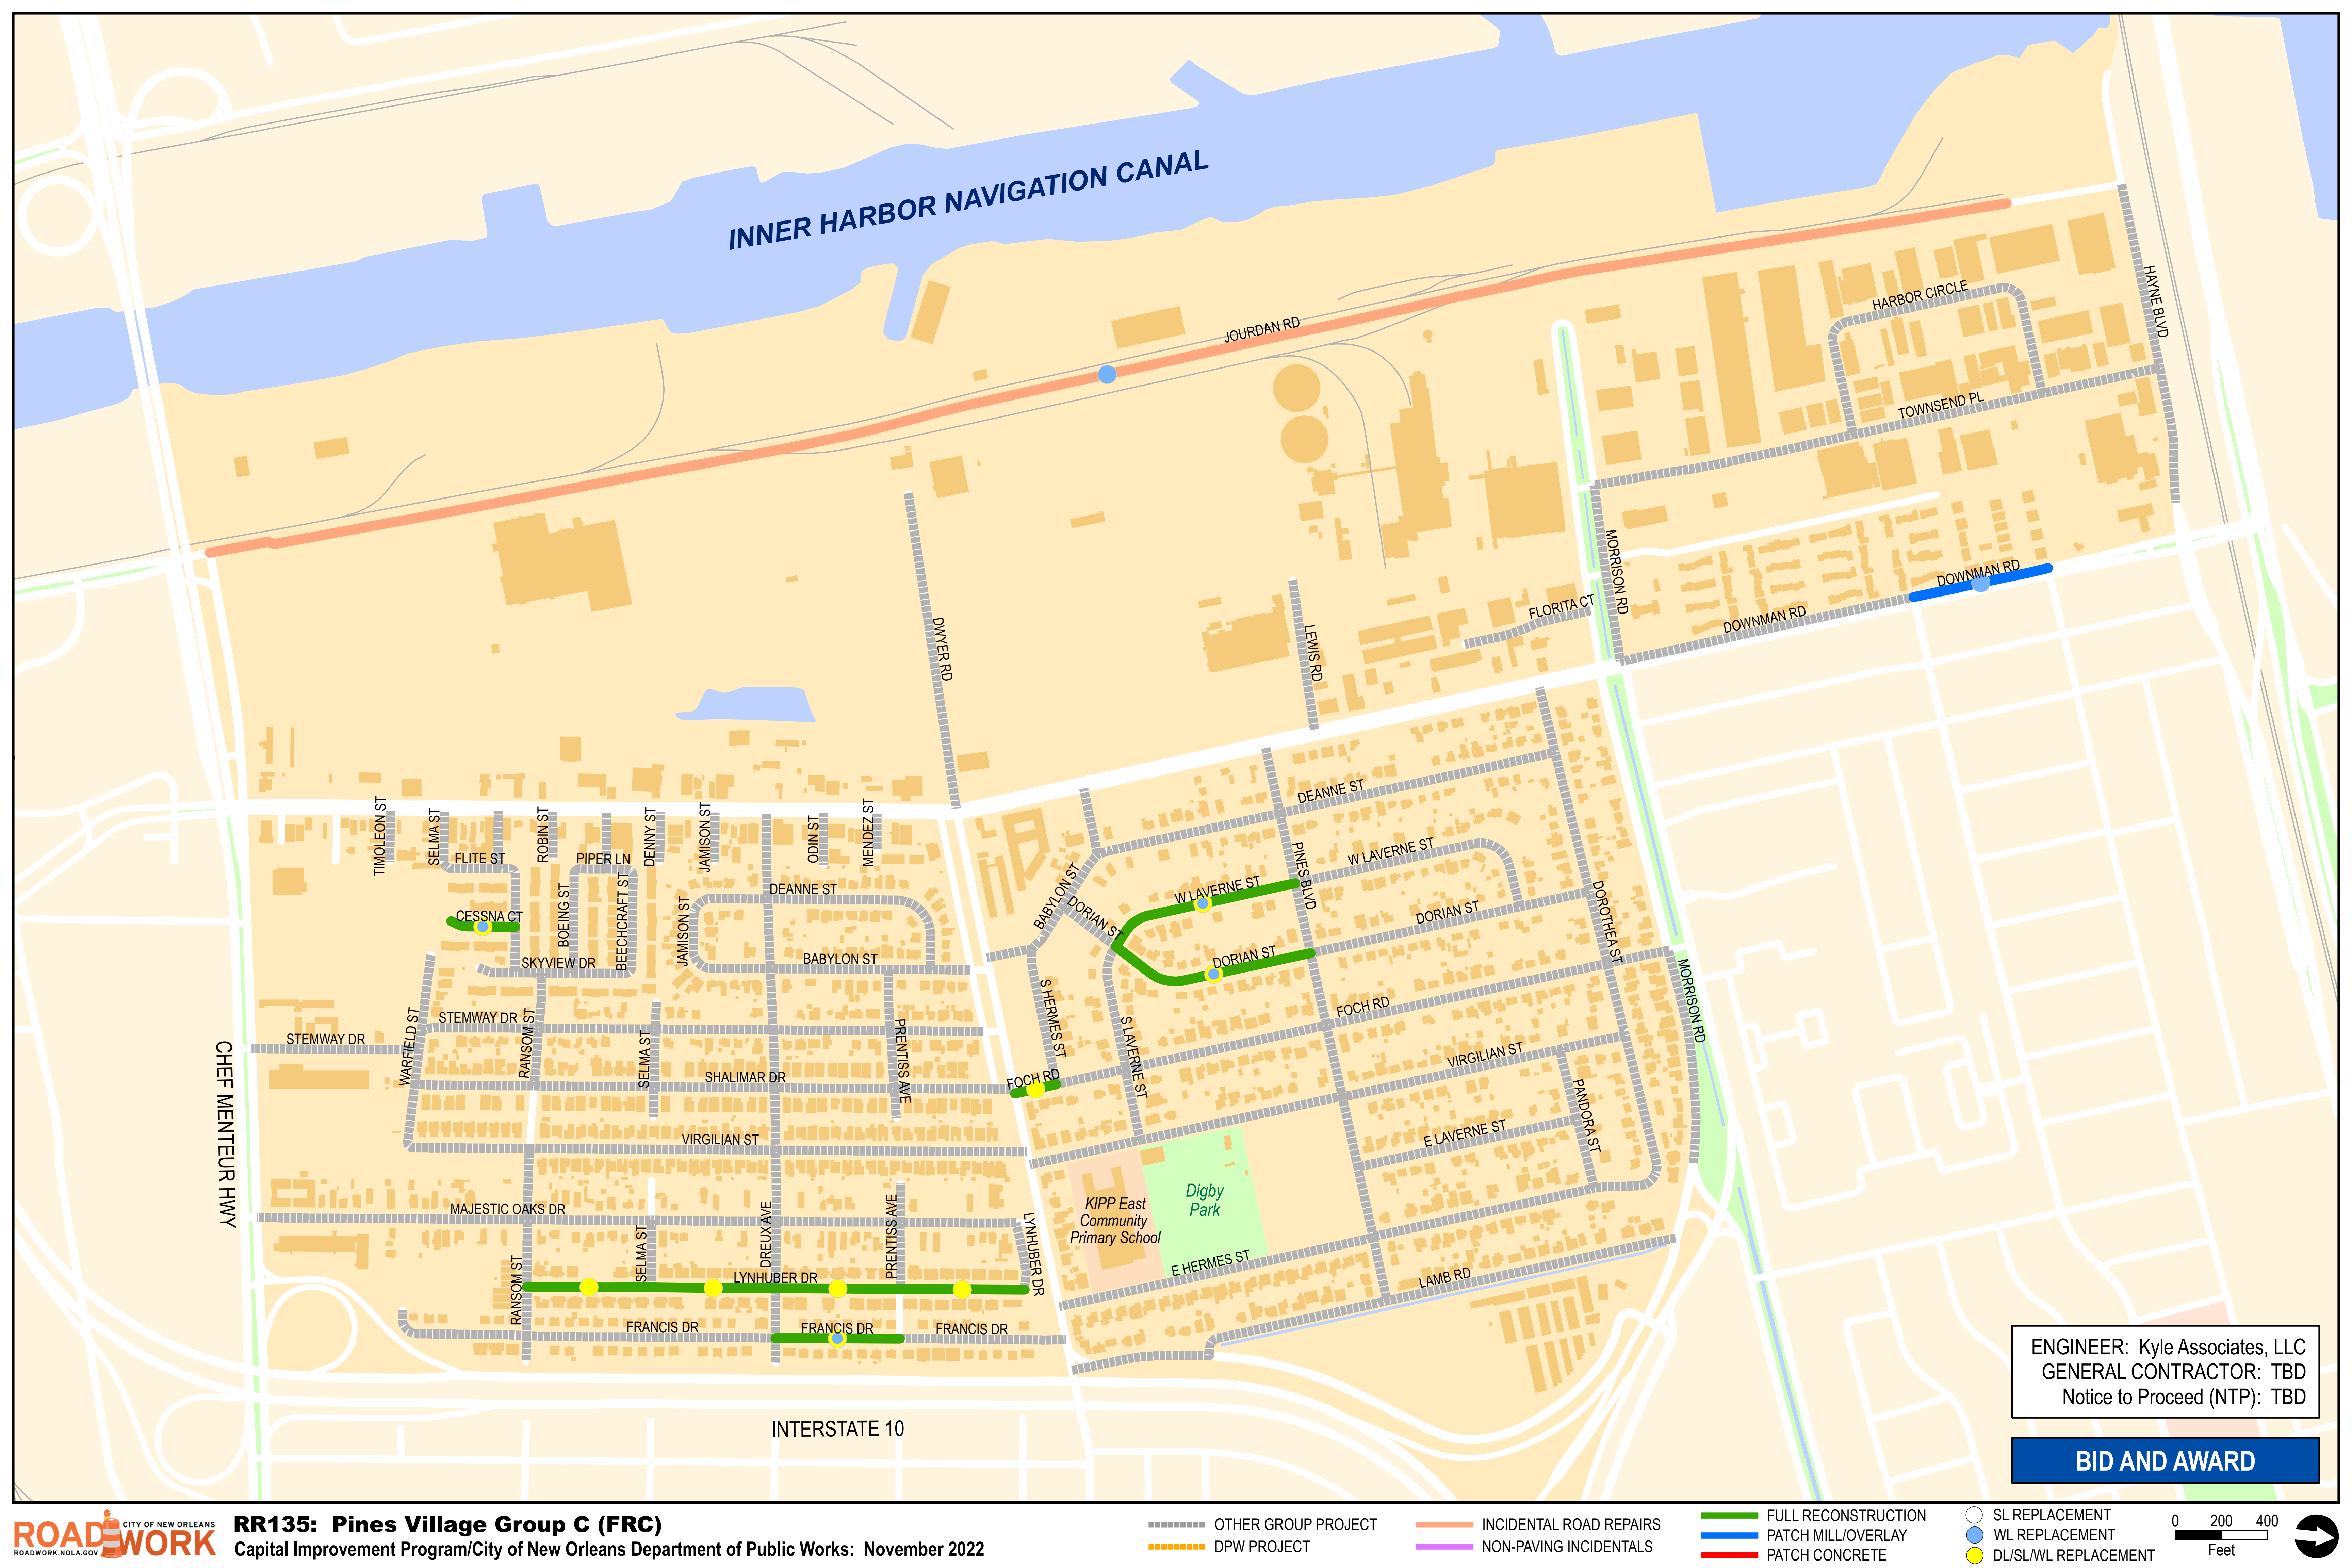 INNER HARBOR NAVIGATION CANAL
JOURDAN RD
HARBOR CIRCLE
HAYNE BLVD
TOWNSEND PL
MORRISON RD
DOWNMAN RD
DOWNMAN RD
FLORITA CT
LEWIS RD
DWYER RD
TIMOLEON ST
SELMA ST
ROBIN ST
DENNY ST
JAMISON ST
ODIN ST
MENDEZ ST
FLITE ST
PIPER LN
DEANNE ST
DEANNE ST
W LAVERNE ST
W LAVERNE ST
PINES BLVD
BABYLON ST
DORIAN ST
DORIAN ST
DORIAN ST
DOROTHEA ST
CESSNA CT
BOEING ST
BEECHCRAFT ST
JAMISON ST
SKYVIEW DR
BABYLON ST
S HERMES ST
S LAVERNE ST
FOCH RD
FOCH RD
MORRISON RD
STEMWAY DR
STEMWAY DR
WARFIELD ST
RANSOM ST
SELMA ST
PRENTISS AVE
SHALIMAR DR
VIRGILIAN ST
VIRGILIAN ST
PANDORA ST
E LAVERNE ST
CHEF MENTEUR HWY
MAJESTIC OAKS DR
SELMA ST
DREUX AVE
PRENTISS AVE
LYNHUBER DR
LYNHUBER DR
KIPP East
Community
Primary School
Digby
Park
E HERMES ST
LAMB RD
RANSOM ST
FRANCIS DR
FRANCIS DR
FRANCIS DR
INTERSTATE 10
ENGINEER: Kyle Associates, LLC
GENERAL CONTRACTOR: TBD
Notice to Proceed (NTP): TBD
BID AND AWARD
ROADWORK
CITY OF NEW ORLEANS
ROADWORK.NOLA.GOV
RR135: Pines Village Group C (FRC)
Capital Improvement Program/City of New Orleans Department of Public Works: November 2022
OTHER GROUP PROJECT
DPW PROJECT
INCIDENTAL ROAD REPAIRS
NON-PAVING INCIDENTALS
FULL RECONSTRUCTION
PATCH MILL/OVERLAY
PATCH CONCRETE
SL REPLACEMENT
WL REPLACEMENT
DL/SL/WL REPLACEMENT
0 200 400
Feet